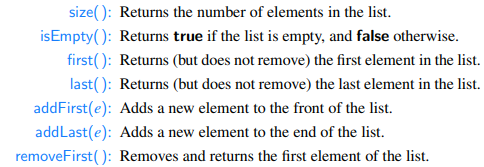 size( ): Returns the number of elements in the list.
isEmpty( ): Returns true if the list is empty, and false otherwise.
first( ): Returns (but does not remove) the first element in the list.
last( ): Returns (but does not remove) the last element in the list.
addFirst(e): Adds a new element to the front of the list.
addLast(e): Adds a new element to the end of the list.
removeFirst( ): Removes and returns the first element of the list.